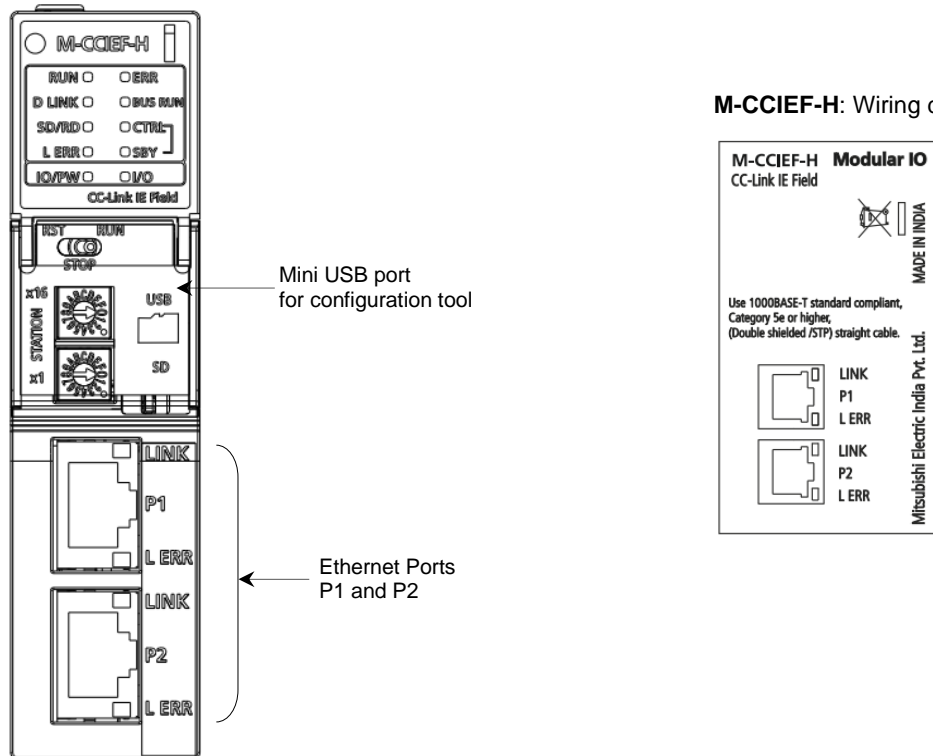 M-CCIEF-H
RUN ERR
D LINK BUS RUN
SD/RD CTRL
L ERR SBY
IO/PW I/O
CC-Link IE Field
RST RUN
STOP
x16
STATION
x1
USB
SD
Mini USB port
for configuration tool
LINK
P1
L ERR
LINK
P2
L ERR
Ethernet Ports
P1 and P2
M-CCIEF-H: Wiring
M-CCIEF-H Modular IO
CC-Link IE Field
MADE IN INDIA
Use 1000BASE-T standard compliant,
Category 5e or higher,
(Double shielded /STP) straight cable.
LINK
P1
L ERR
LINK
P2
L ERR
Mitsubishi Electric India Pvt. Ltd.